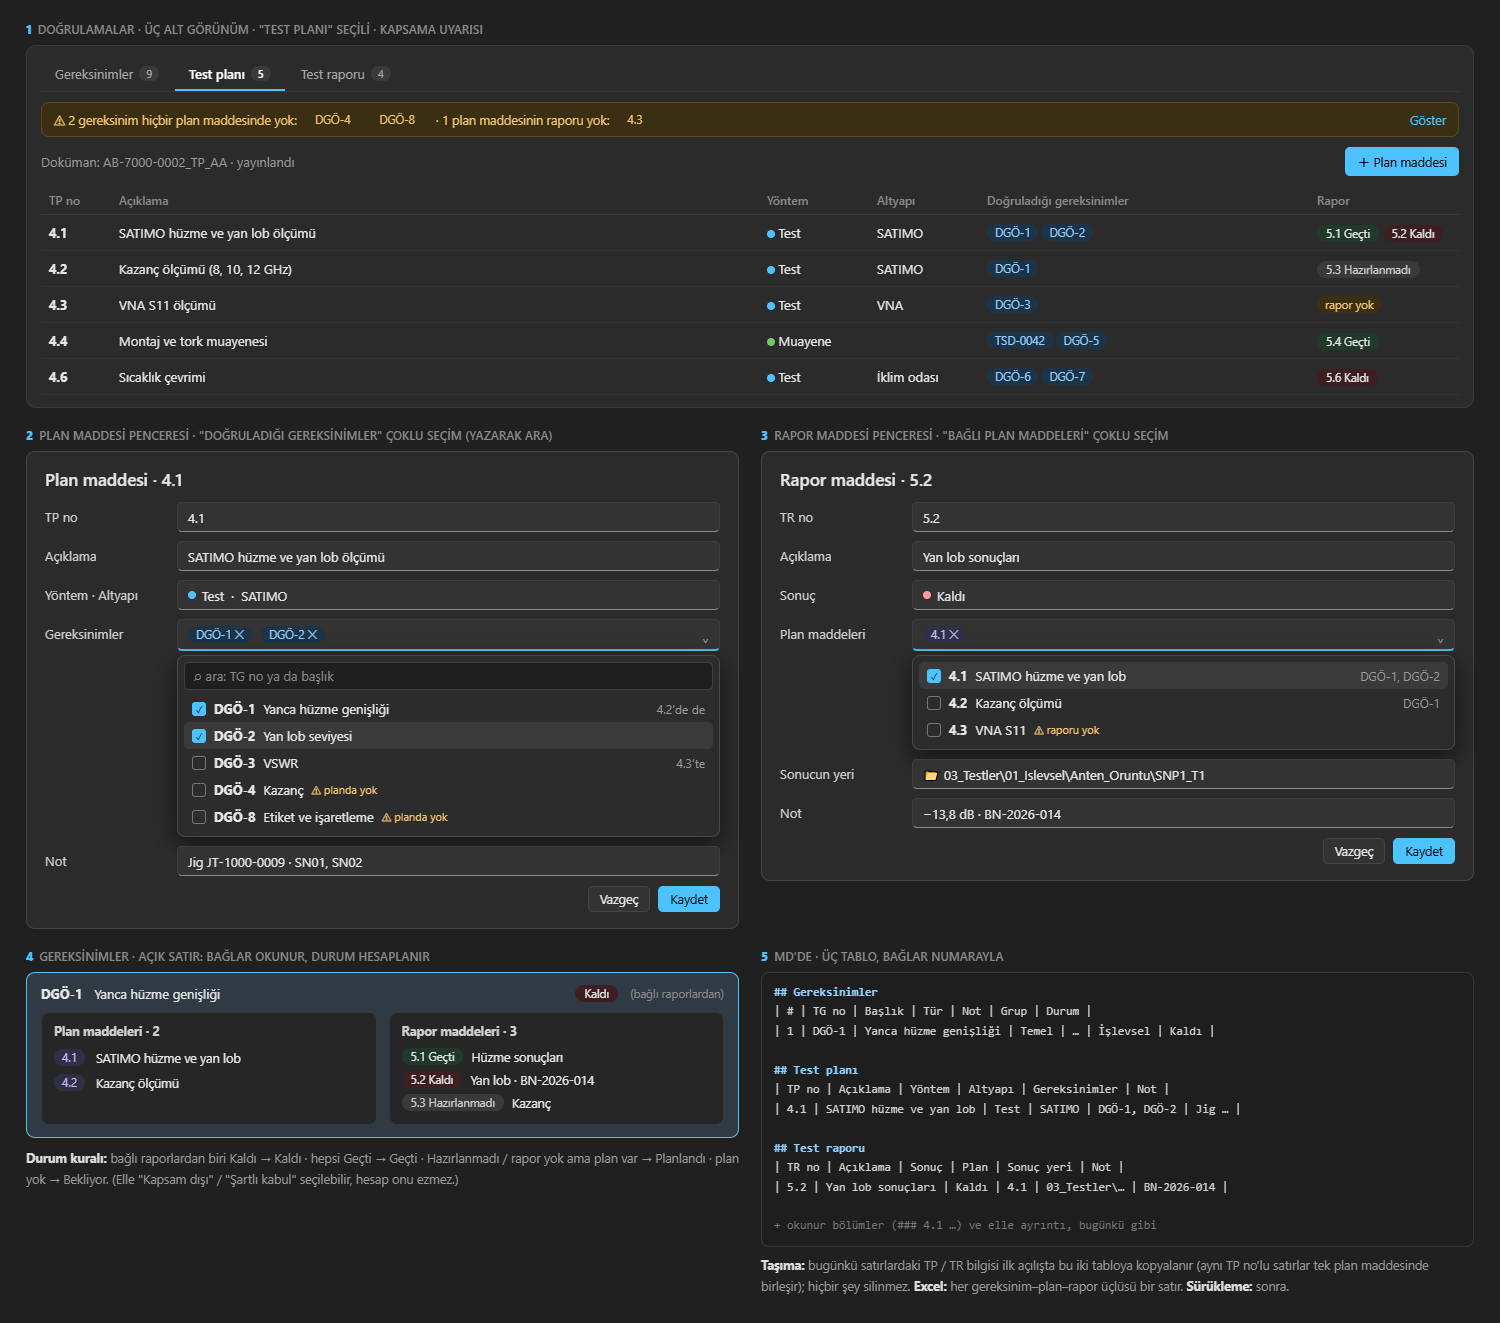 1 DOĞRULAMALAR · ÜÇ ALT GÖRÜNÜM · "TEST PLANI" SEÇİLİ · KAPSAMA UYARISI
Gereksinimler 9 Test planı 5 Test raporu 4
⚠ 2 gereksinim hiçbir plan maddesinde yok: DGÖ-4 DGÖ-8 · 1 plan maddesinin raporu yok: 4.3 Göster
Doküman: AB-7000-0002_TP_AA · yayınlandı + Plan maddesi
TP no Açıklama Yöntem Altyapı Doğruladığı gereksinimler Rapor
4.1 SATIMO hüzme ve yan lob ölçümü Test SATIMO DGÖ-1 DGÖ-2 5.1 Geçti 5.2 Kaldı
4.2 Kazanç ölçümü (8, 10, 12 GHz) Test SATIMO DGÖ-1 5.3 Hazırlanmadı
4.3 VNA S11 ölçümü Test VNA DGÖ-3 rapor yok
4.4 Montaj ve tork muayenesi Muayene TSD-0042 DGÖ-5 5.4 Geçti
4.6 Sıcaklık çevrimi Test İklim odası DGÖ-6 DGÖ-7 5.6 Kaldı
2 PLAN MADDESİ PENCERESİ · "DOĞRULADIĞI GEREKSİNİMLER" ÇOKLU SEÇİM (YAZARAK ARA)
Plan maddesi · 4.1
TP no 4.1
Açıklama SATIMO hüzme ve yan lob ölçümü
Yöntem · Altyapı Test · SATIMO
Gereksinimler DGÖ-1 ✕ DGÖ-2 ✕
⌕ ara: TG no ya da başlık
✓ DGÖ-1 Yanca hüzme genişliği 4.2'de de
✓ DGÖ-2 Yan lob seviyesi
DGÖ-3 VSWR 4.3'te
DGÖ-4 Kazanç ⚠ planda yok
DGÖ-8 Etiket ve işaretleme ⚠ planda yok
Not Jig JT-1000-0009 · SN01, SN02
Vazgeç Kaydet
3 RAPOR MADDESİ PENCERESİ · "BAĞLI PLAN MADDELERİ" ÇOKLU SEÇİM
Rapor maddesi · 5.2
TR no 5.2
Açıklama Yan lob sonuçları
Sonuç Kaldı
Plan maddeleri 4.1 ✕
✓ 4.1 SATIMO hüzme ve yan lob DGÖ-1, DGÖ-2
4.2 Kazanç ölçümü DGÖ-1
4.3 VNA S11 ⚠ raporu yok
Sonucun yeri 03_Testler\01_Islevsel\Anten_Oruntu\SNP1_T1
Not −13,8 dB · BN-2026-014
Vazgeç Kaydet
4 GEREKSİNİMLER · AÇIK SATIR: BAĞLAR OKUNUR, DURUM HESAPLANIR
DGÖ-1 Yanca hüzme genişliği Kaldı (bağlı raporlardan)
Plan maddeleri · 2
4.1 SATIMO hüzme ve yan lob
4.2 Kazanç ölçümü
Rapor maddeleri · 3
5.1 Geçti Hüzme sonuçları
5.2 Kaldı Yan lob · BN-2026-014
5.3 Hazırlanmadı Kazanç
Durum kuralı: bağlı raporlardan biri Kaldı → Kaldı · hepsi Geçti → Geçti · Hazırlanmadı / rapor yok ama plan var → Planlandı · plan
yok → Bekliyor. (Elle "Kapsam dışı" / "Şartlı kabul" seçilebilir, hesap onu ezmez.)
5 MD'DE · ÜÇ TABLO, BAĞLAR NUMARAYLA
## Gereksinimler
| # | TG no | Başlık | Tür | Not | Grup | Durum |
| 1 | DGÖ-1 | Yanca hüzme genişliği | Temel | … | İşlevsel | Kaldı |
## Test planı
| TP no | Açıklama | Yöntem | Altyapı | Gereksinimler | Not |
| 4.1 | SATIMO hüzme ve yan lob | Test | SATIMO | DGÖ-1, DGÖ-2 | Jig … |
## Test raporu
| TR no | Açıklama | Sonuç | Plan | Sonuç yeri | Not |
| 5.2 | Yan lob sonuçları | Kaldı | 4.1 | 03_Testler\… | BN-2026-014 |
+ okunur bölümler (### 4.1 …) ve elle ayrıntı, bugünkü gibi
Taşıma: bugünkü satırlardaki TP / TR bilgisi ilk açılışta bu iki tabloya kopyalanır (aynı TP no'lu satırlar tek plan maddesinde
birleşir); hiçbir şey silinmez. Excel: her gereksinim–plan–rapor üçlüsü bir satır. Sürükleme: sonra.